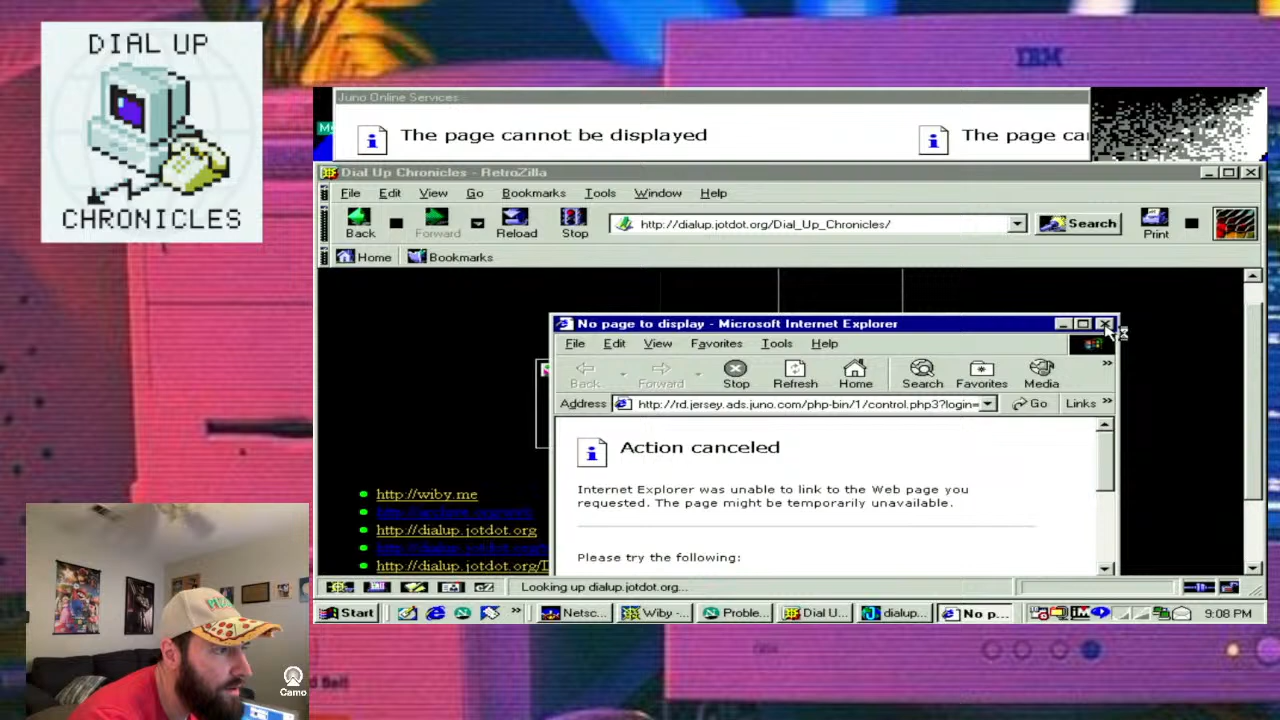 DIAL UP
CHRONICLES
IBM
Juno Online Services
The page cannot be displayed
The page ca
Dial Up Chronicles - RetroZilla
File Edit View Go Bookmarks Tools Window Help
Back Forward Reload Stop http://dialup.jotdot.org/Dial_Up_Chronicles/ Search Print
Home Bookmarks
No page to display - Microsoft Internet Explorer
File Edit View Favorites Tools Help
Back Forward Stop Refresh Home Search Favorites Media »
Address http://rd.jersey.ads.juno.com/php-bin/1/control.php3?login= Go Links »
Action canceled
Internet Explorer was unable to link to the Web page you
requested. The page might be temporarily unavailable.
Please try the following:
http://wiby.me
http://dialup.jotdot.org
Looking up dialup.jotdot.org...
Start » Netsc... Wiby -... Proble... Dial U... dialup... No p... 9:08 PM
Camo